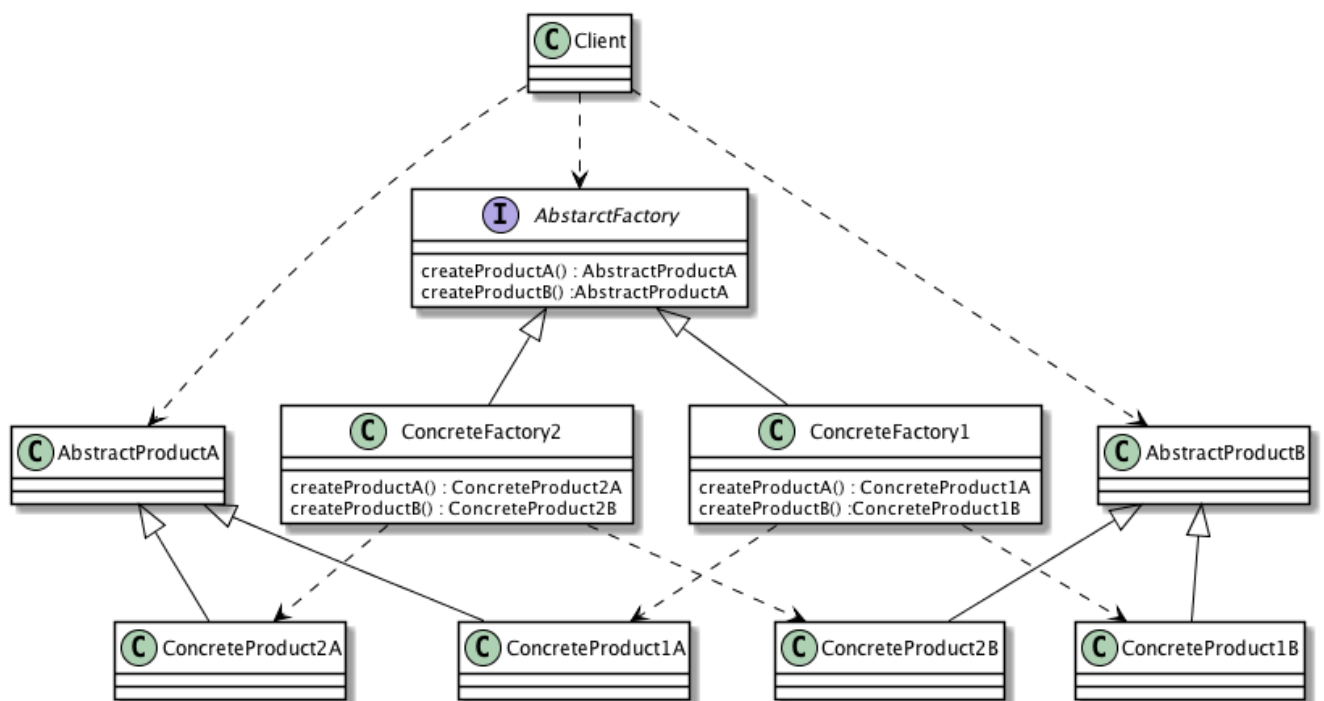 C Client
I AbstarctFactory
createProductA() : AbstractProductA
createProductB() :AbstractProductA
C ConcreteFactory2
createProductA() : ConcreteProduct2A
createProductB() : ConcreteProduct2B
C ConcreteFactory1
createProductA() : ConcreteProduct1A
createProductB() :ConcreteProduct1B
C AbstractProductA
C AbstractProductB
C ConcreteProduct2A
C ConcreteProduct1A
C ConcreteProduct2B
C ConcreteProduct1B